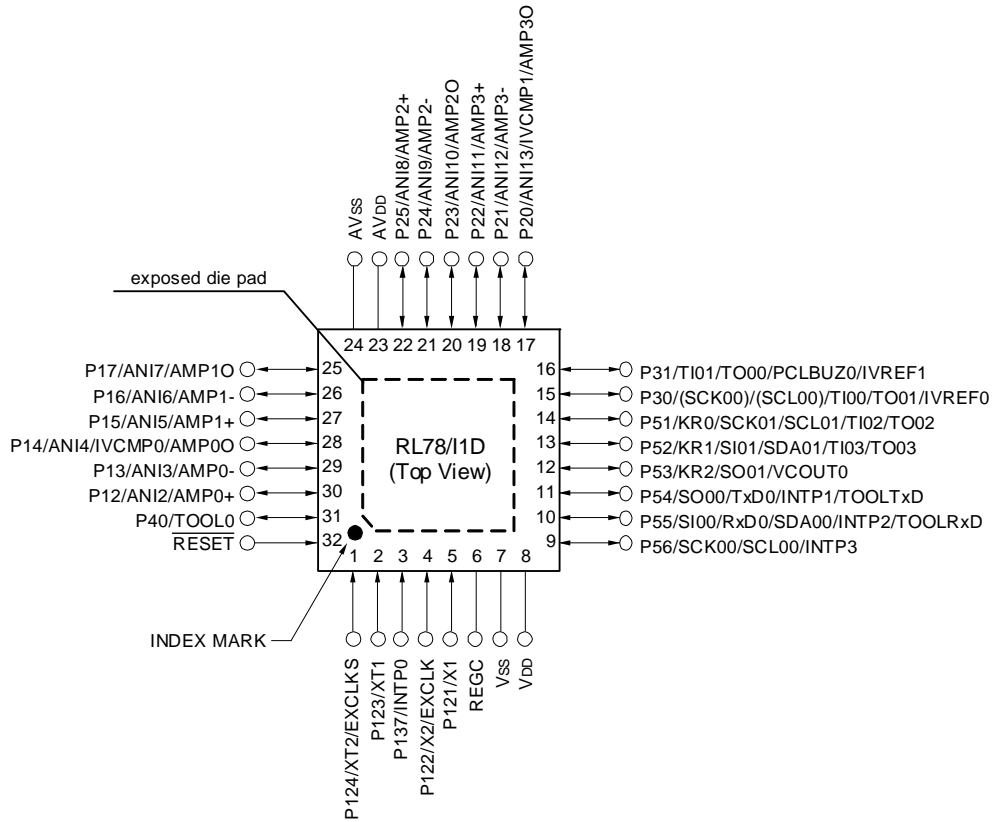 AVSS
AVDD
P25/ANI8/AMP2+
P24/ANI9/AMP2-
P23/ANI10/AMP2O
P22/ANI11/AMP3+
P21/ANI12/AMP3-
P20/ANI13/IVCMP1/AMP3O
exposed die pad
24 23 22 21 20 19 18 17
P17/ANI7/AMP1O 25
P16/ANI6/AMP1- 26
P15/ANI5/AMP1+ 27
P14/ANI4/IVCMP0/AMP0O 28
P13/ANI3/AMP0- 29
P12/ANI2/AMP0+ 30
P40/TOOL0 31
RESET 32
RL78/I1D
(Top View)
16 P31/TI01/TO00/PCLBUZ0/IVREF1
15 P30/(SCK00)/(SCL00)/TI00/TO01/IVREF0
14 P51/KR0/SCK01/SCL01/TI02/TO02
13 P52/KR1/SI01/SDA01/TI03/TO03
12 P53/KR2/SO01/VCOUT0
11 P54/SO00/TxD0/INTP1/TOOLTxD
10 P55/SI00/RxD0/SDA00/INTP2/TOOLRxD
9 P56/SCK00/SCL00/INTP3
1 2 3 4 5 6 7 8
INDEX MARK
P124/XT2/EXCLKS
P123/XT1
P137/INTP0
P122/X2/EXCLK
P121/X1
REGC
VSS
VDD